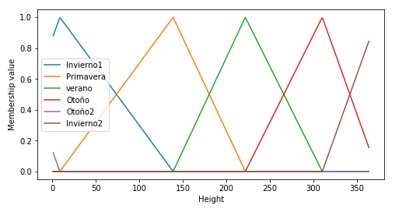 1.0
0.8
0.6
0.4
0.2
0.0
Membership value
Invierno1
Primavera
verano
Otoño
Otoño2
Invierno2
0 50 100 150 200 250 300 350
Height